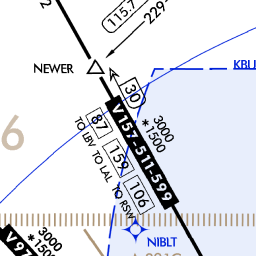 2
115.7
229
NEWER
KBU
30
V157-511-599
3000
*1500
87
159
106
TO LBV TO LAL TO RSW
6
NIBLT
V97
3000
*1500